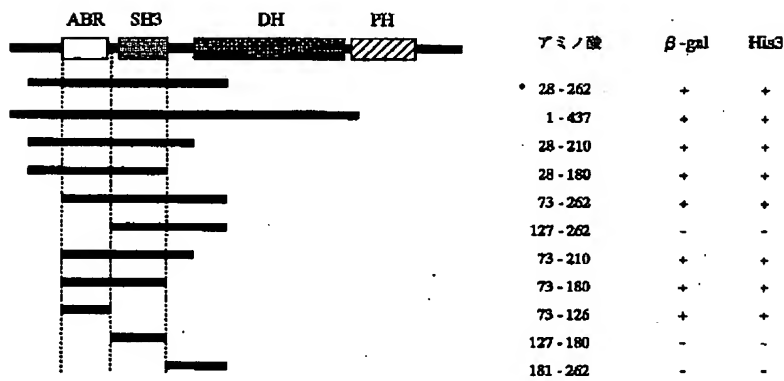 ABR SH3 DH PH
アミノ酸 β-gal His3
28-262 + +
1-437 + +
28-210 + +
28-180 + +
73-262 + +
127-262 - -
73-210 + +
73-180 + +
73-126 + +
127-180 - -
181-262 - -